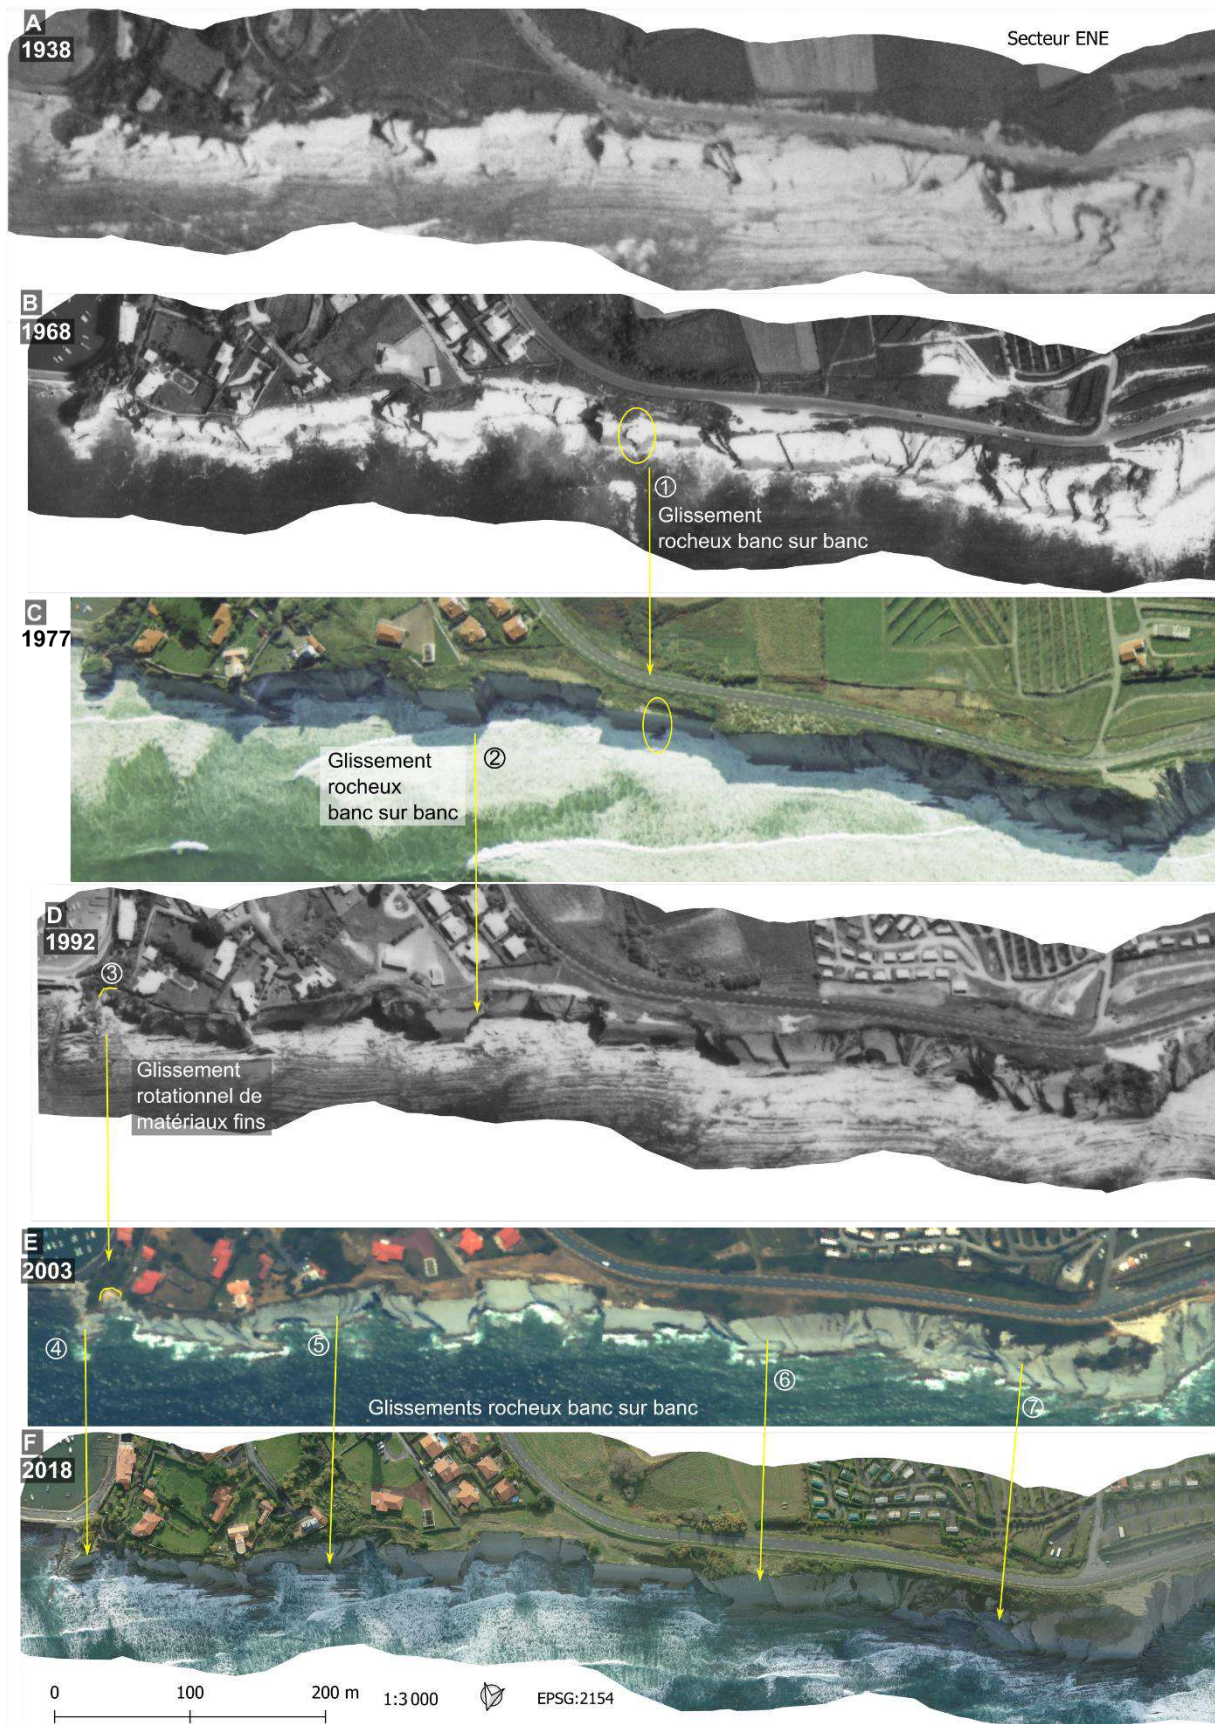 A
1938
Secteur ENE
B
1968
①
Glissement
rocheux banc sur banc
C
1977
②
Glissement
rocheux
banc sur banc
D
1992
③
Glissement
rotationnel de
matériaux fins
E
2003
④
⑤
⑥
⑦
Glissements rocheux banc sur banc
F
2018
0 100 200 m 1:3 000 EPSG:2154